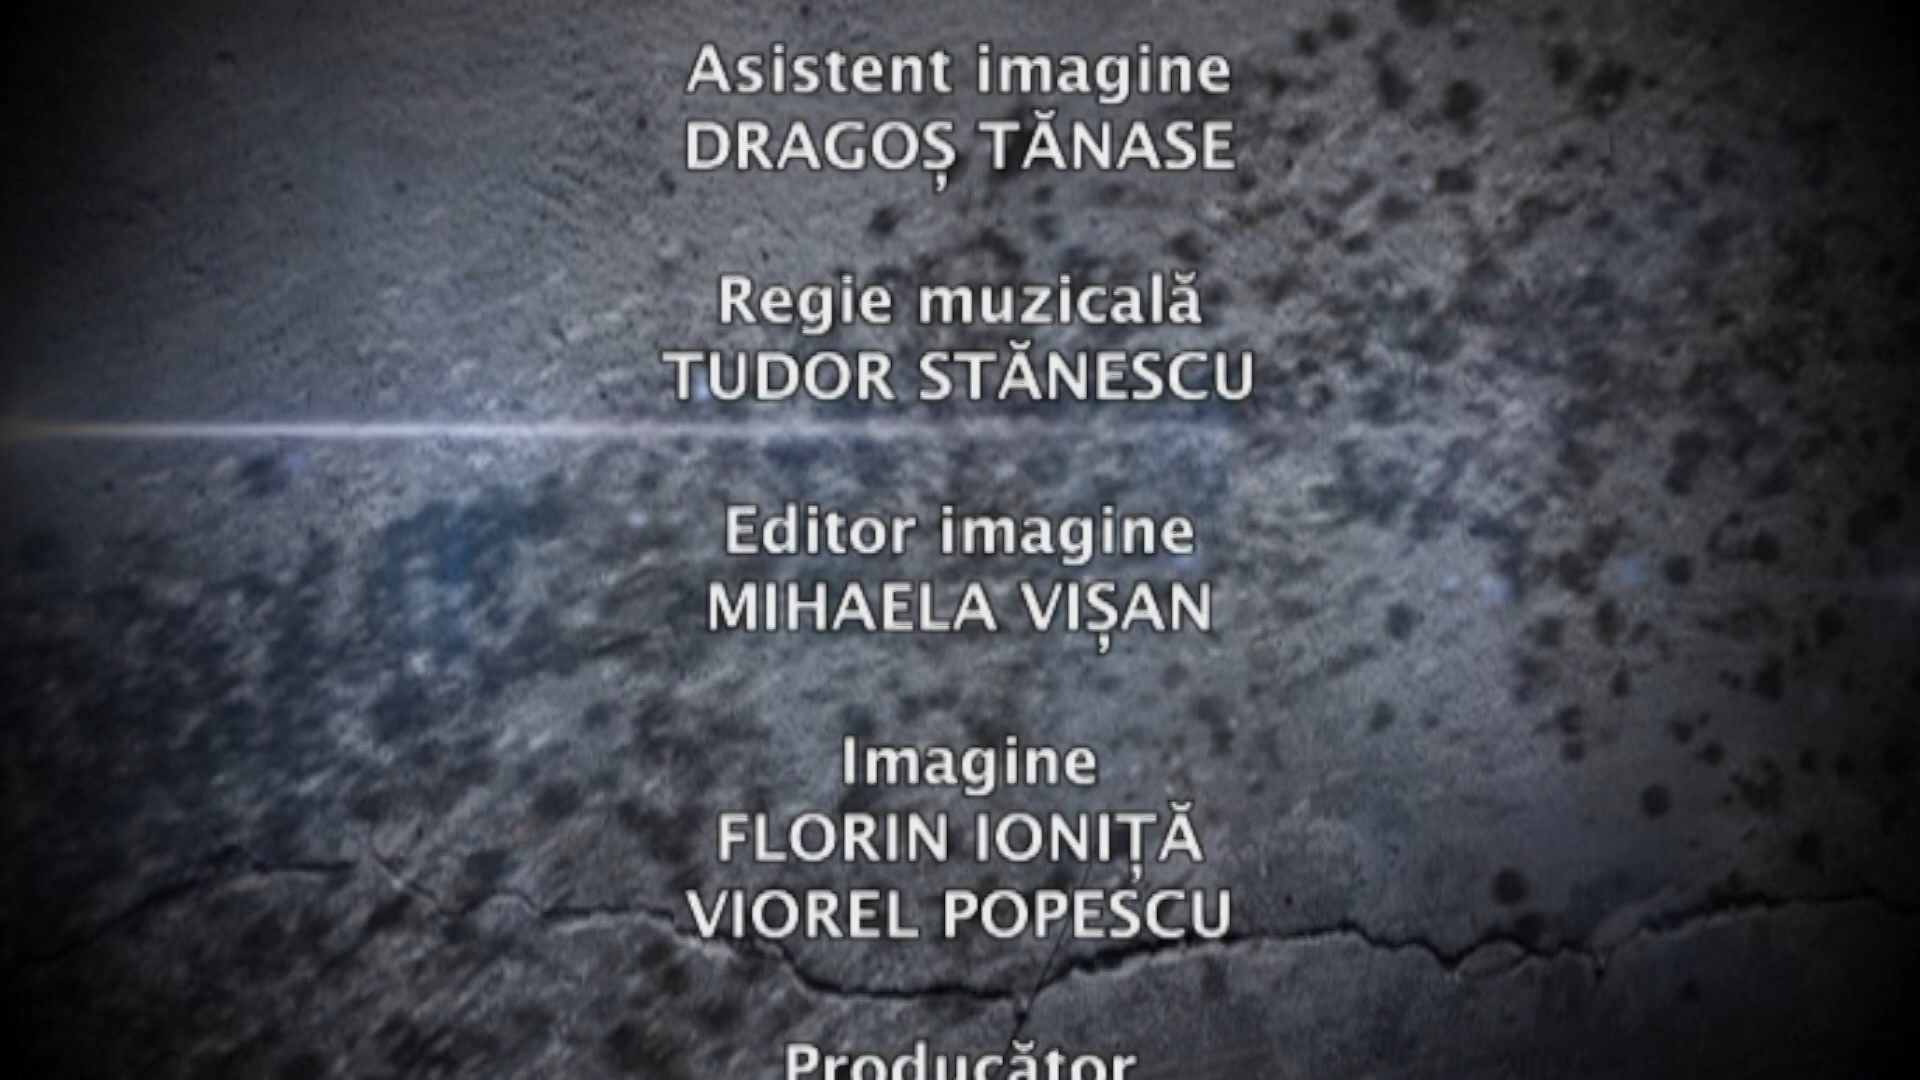 Asistent imagine
DRAGOȘ TĂNASE
Regie muzicală
TUDOR STĂNESCU
Editor imagine
MIHAELA VIȘAN
Imagine
FLORIN IONIȚĂ
VIOREL POPESCU
Producător